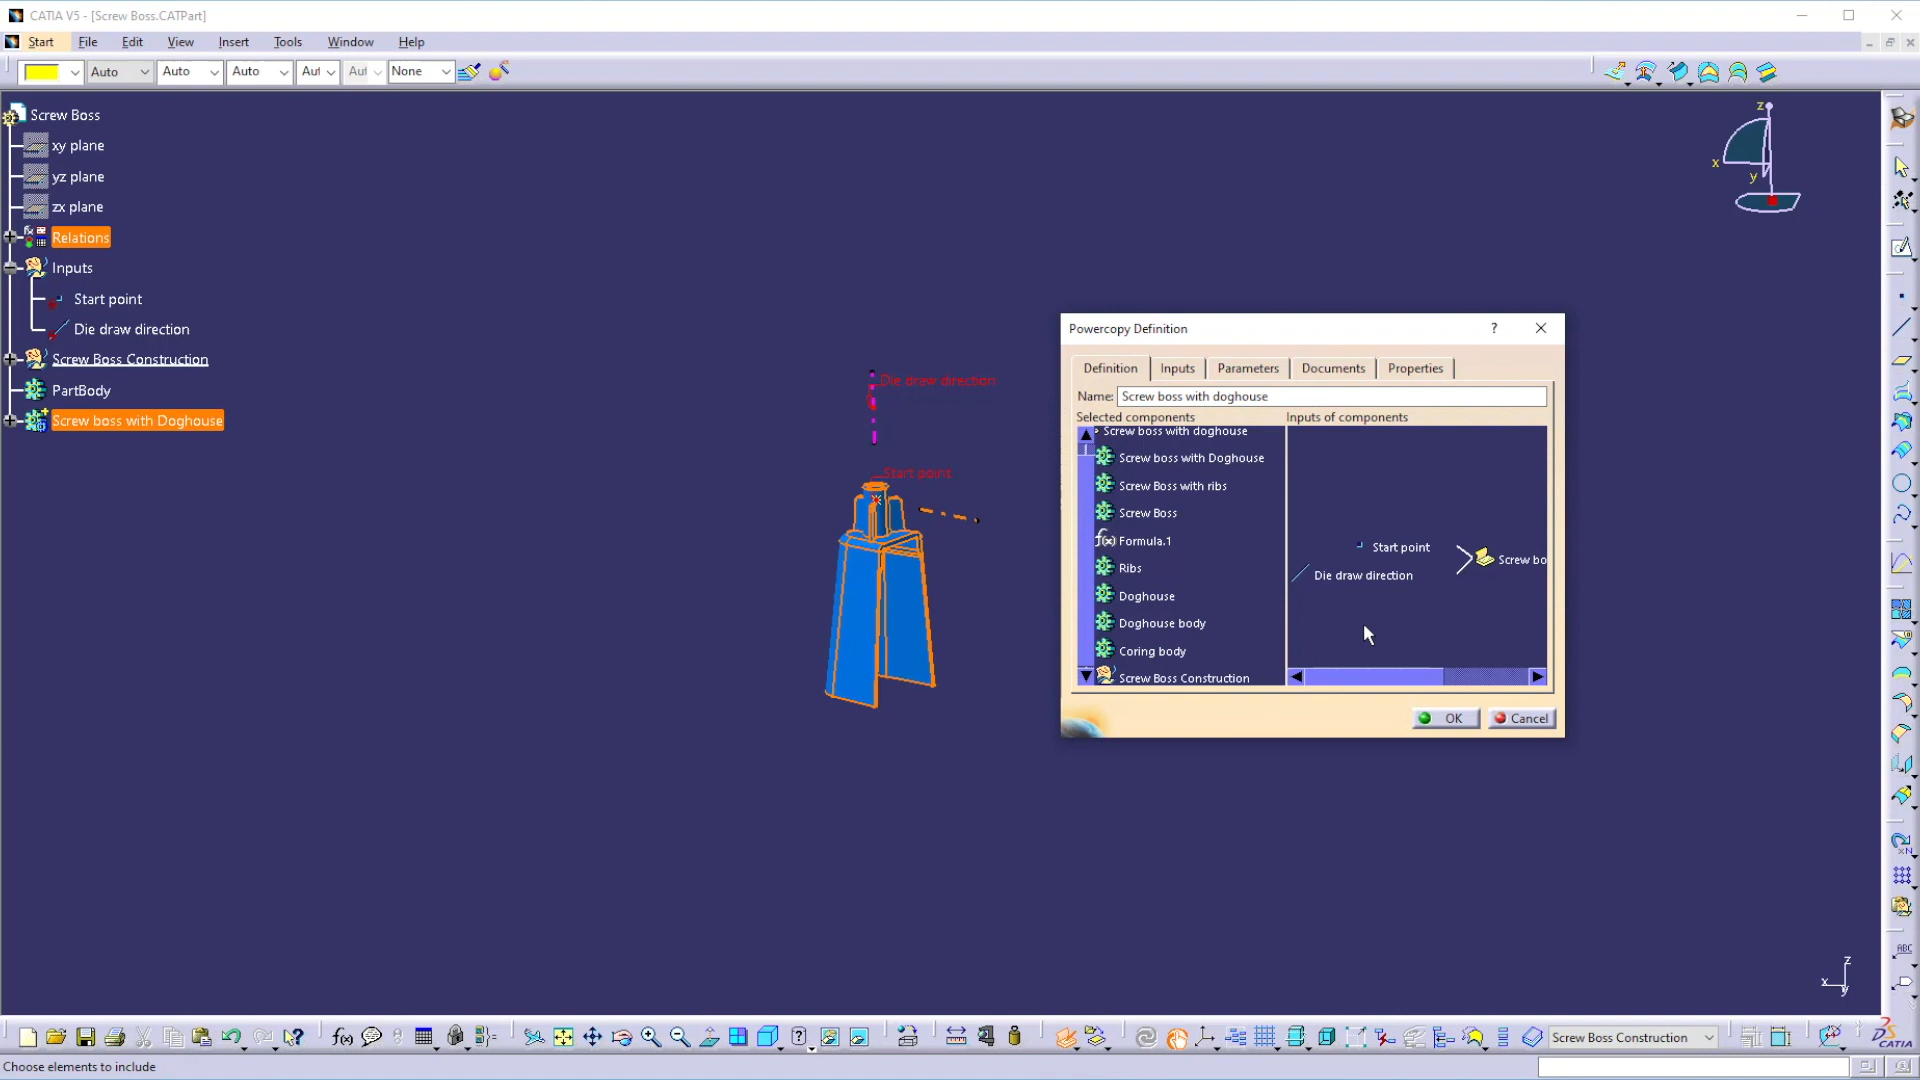 CATIA V5 - [Screw Boss.CATPart]
Start File Edit View Insert Tools Window Help
Auto Auto Auto Aut Aut None
Screw Boss
xy plane
yz plane
zx plane
Relations
Inputs
Start point
Die draw direction
Screw Boss Construction
PartBody
Screw boss with Doghouse
Die draw direction
Start point
z
x
y
Powercopy Definition ?
Definition Inputs Parameters Documents Properties
Name: Screw boss with doghouse
Selected components Inputs of components
Screw boss with doghouse
Screw boss with Doghouse
Screw Boss with ribs
Screw Boss
f(x) Formula.1
Ribs
Doghouse
Doghouse body
Coring body
Screw Boss Construction
Start point
Die draw direction
Screw bo
OK Cancel
z
x
y
ABC
f(x)
Screw Boss Construction
CATIA
Choose elements to include